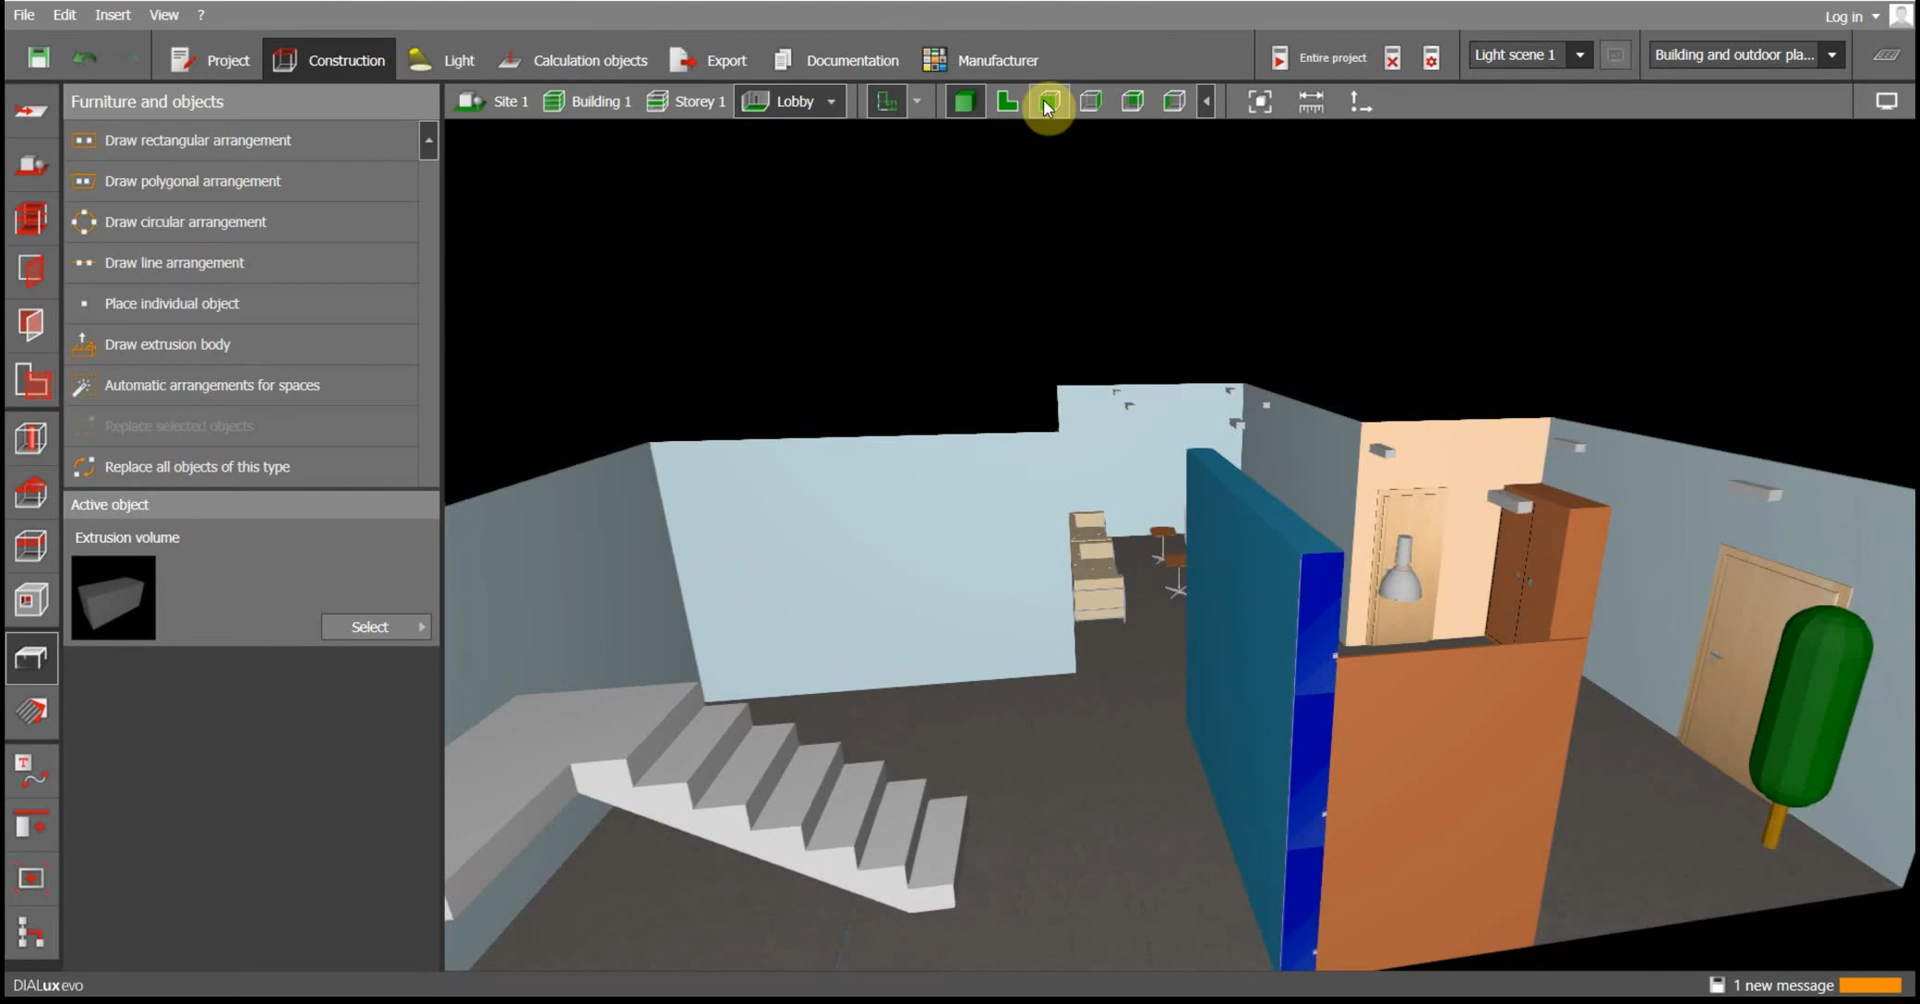 File Edit Insert View ?
Log in
Project Construction Light Calculation objects Export Documentation Manufacturer Entire project Light scene 1 Building and outdoor pla...
Furniture and objects
Site 1 Building 1 Storey 1 Lobby
Draw rectangular arrangement
Draw polygonal arrangement
Draw circular arrangement
Draw line arrangement
Place individual object
Draw extrusion body
Automatic arrangements for spaces
Replace selected objects
Replace all objects of this type
Active object
Extrusion volume
Select
T
DIALux evo
1 new message